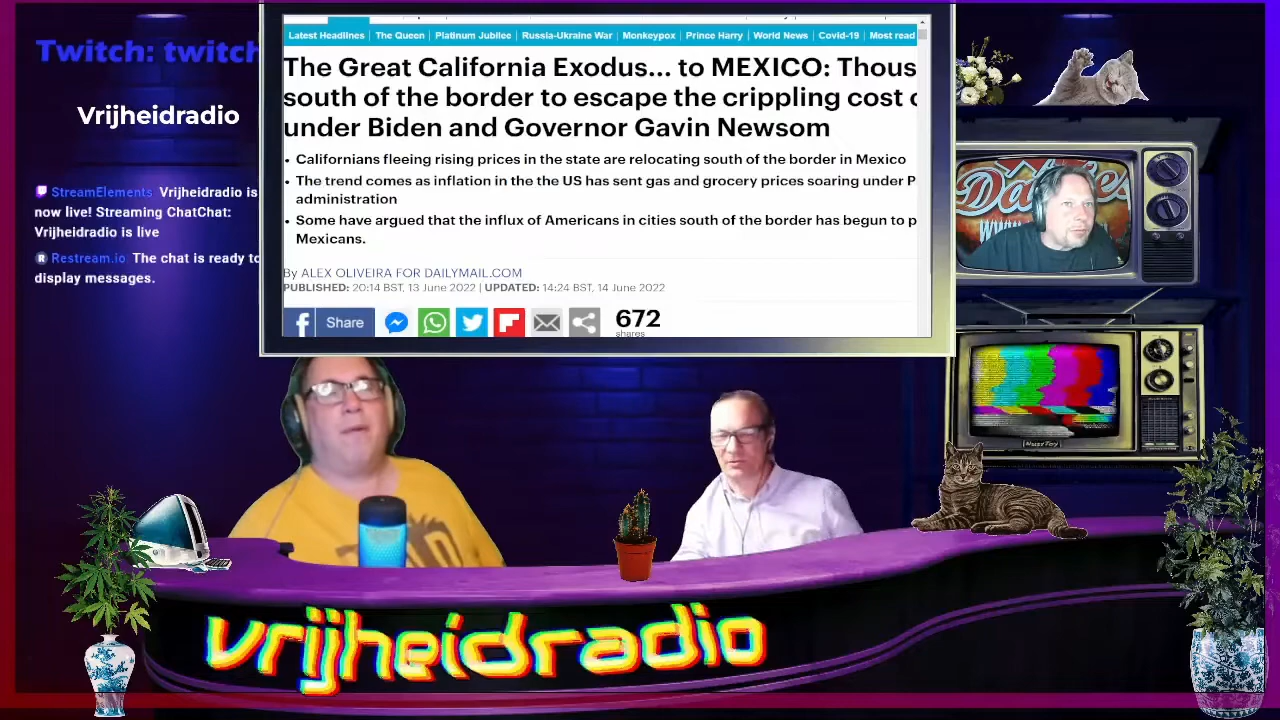 Twitch: twitch
Vrijheidradio
StreamElements Vrijheidradio is
now live! Streaming ChatChat:
Vrijheidradio is live
Restream.io The chat is ready to
display messages.
Latest Headlines | The Queen | Platinum Jubilee | Russia-Ukraine War | Monkeypox | Prince Harry | World News | Covid-19 | Most read
The Great California Exodus... to MEXICO: Thous
south of the border to escape the crippling cost
under Biden and Governor Gavin Newsom
• Californians fleeing rising prices in the state are relocating south of the border in Mexico
• The trend comes as inflation in the the US has sent gas and grocery prices soaring under P
administration
• Some have argued that the influx of Americans in cities south of the border has begun to p
Mexicans.
By ALEX OLIVEIRA FOR DAILYMAIL.COM
PUBLISHED: 20:14 BST, 13 June 2022 | UPDATED: 14:24 BST, 14 June 2022
f Share
672
shares
vrijheidradio